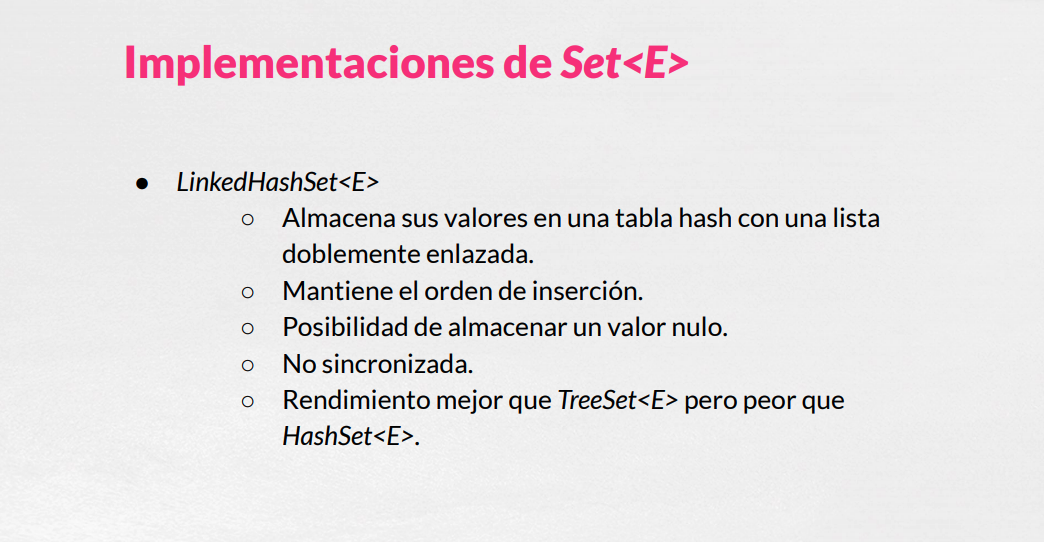 Implementaciones de Set<E>
● LinkedHashSet<E>
○ Almacena sus valores en una tabla hash con una lista
doblemente enlazada.
○ Mantiene el orden de inserción.
○ Posibilidad de almacenar un valor nulo.
○ No sincronizada.
○ Rendimiento mejor que TreeSet<E> pero peor que
HashSet<E>.